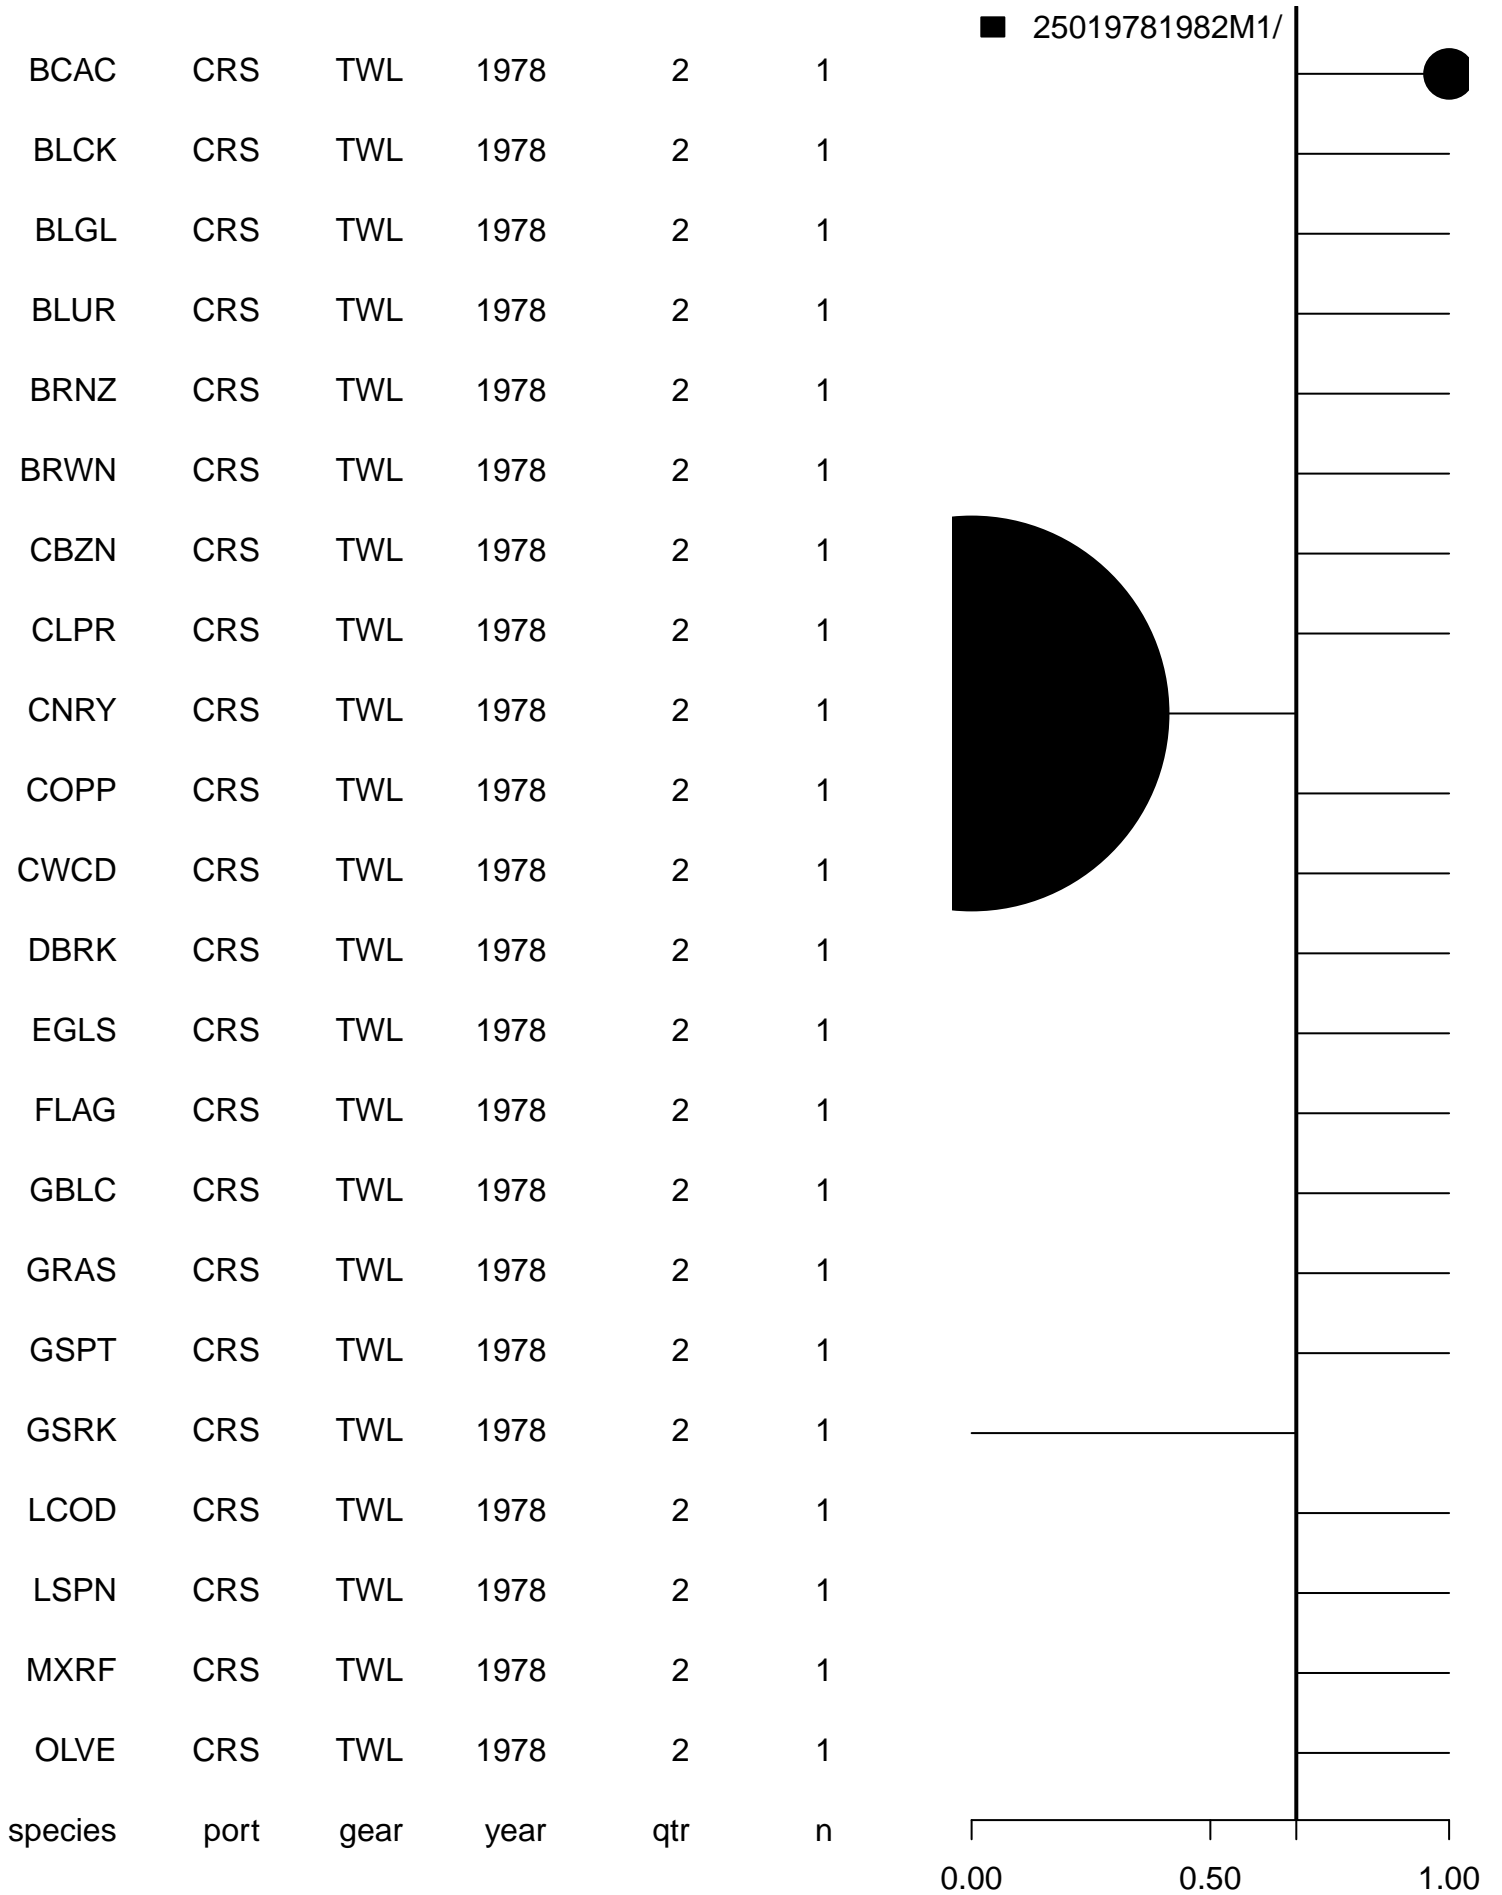 25019781982M1/
BCAC CRS TWL 1978 2 1
BLCK CRS TWL 1978 2 1
BLGL CRS TWL 1978 2 1
BLUR CRS TWL 1978 2 1
BRNZ CRS TWL 1978 2 1
BRWN CRS TWL 1978 2 1
CBZN CRS TWL 1978 2 1
CLPR CRS TWL 1978 2 1
CNRY CRS TWL 1978 2 1
COPP CRS TWL 1978 2 1
CWCD CRS TWL 1978 2 1
DBRK CRS TWL 1978 2 1
EGLS CRS TWL 1978 2 1
FLAG CRS TWL 1978 2 1
GBLC CRS TWL 1978 2 1
GRAS CRS TWL 1978 2 1
GSPT CRS TWL 1978 2 1
GSRK CRS TWL 1978 2 1
LCOD CRS TWL 1978 2 1
LSPN CRS TWL 1978 2 1
MXRF CRS TWL 1978 2 1
OLVE CRS TWL 1978 2 1
species port gear year qtr n
0.00 0.50 1.00